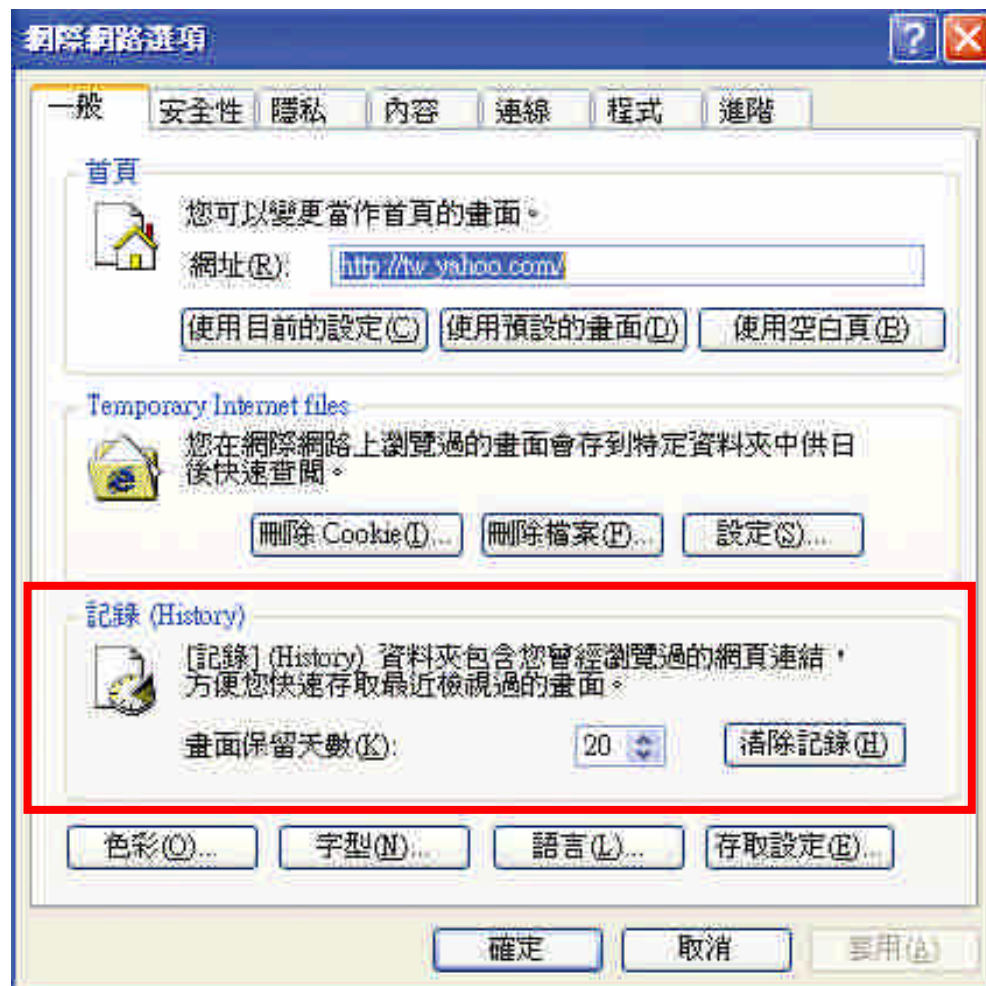 網際網路選項
一般 安全性 隱私 內容 連線 程式 進階
首頁
您可以變更當作首頁的畫面。
網址(R): http://tw.yahoo.com/
使用目前的設定(C) 使用預設的畫面(D) 使用空白頁(B)
Temporary Internet files
您在網際網路上瀏覽過的畫面會存到特定資料夾中供日
後快速查閱。
刪除 Cookie(I)... 刪除檔案(F)... 設定(S)...
記錄 (History)
[記錄] (History) 資料夾包含您曾經瀏覽過的網頁連結，
方便您快速存取最近檢視過的畫面。
畫面保留天數(K): 20 清除記錄(H)
色彩(O)... 字型(N)... 語言(L)... 存取設定(E)...
確定 取消 套用(A)